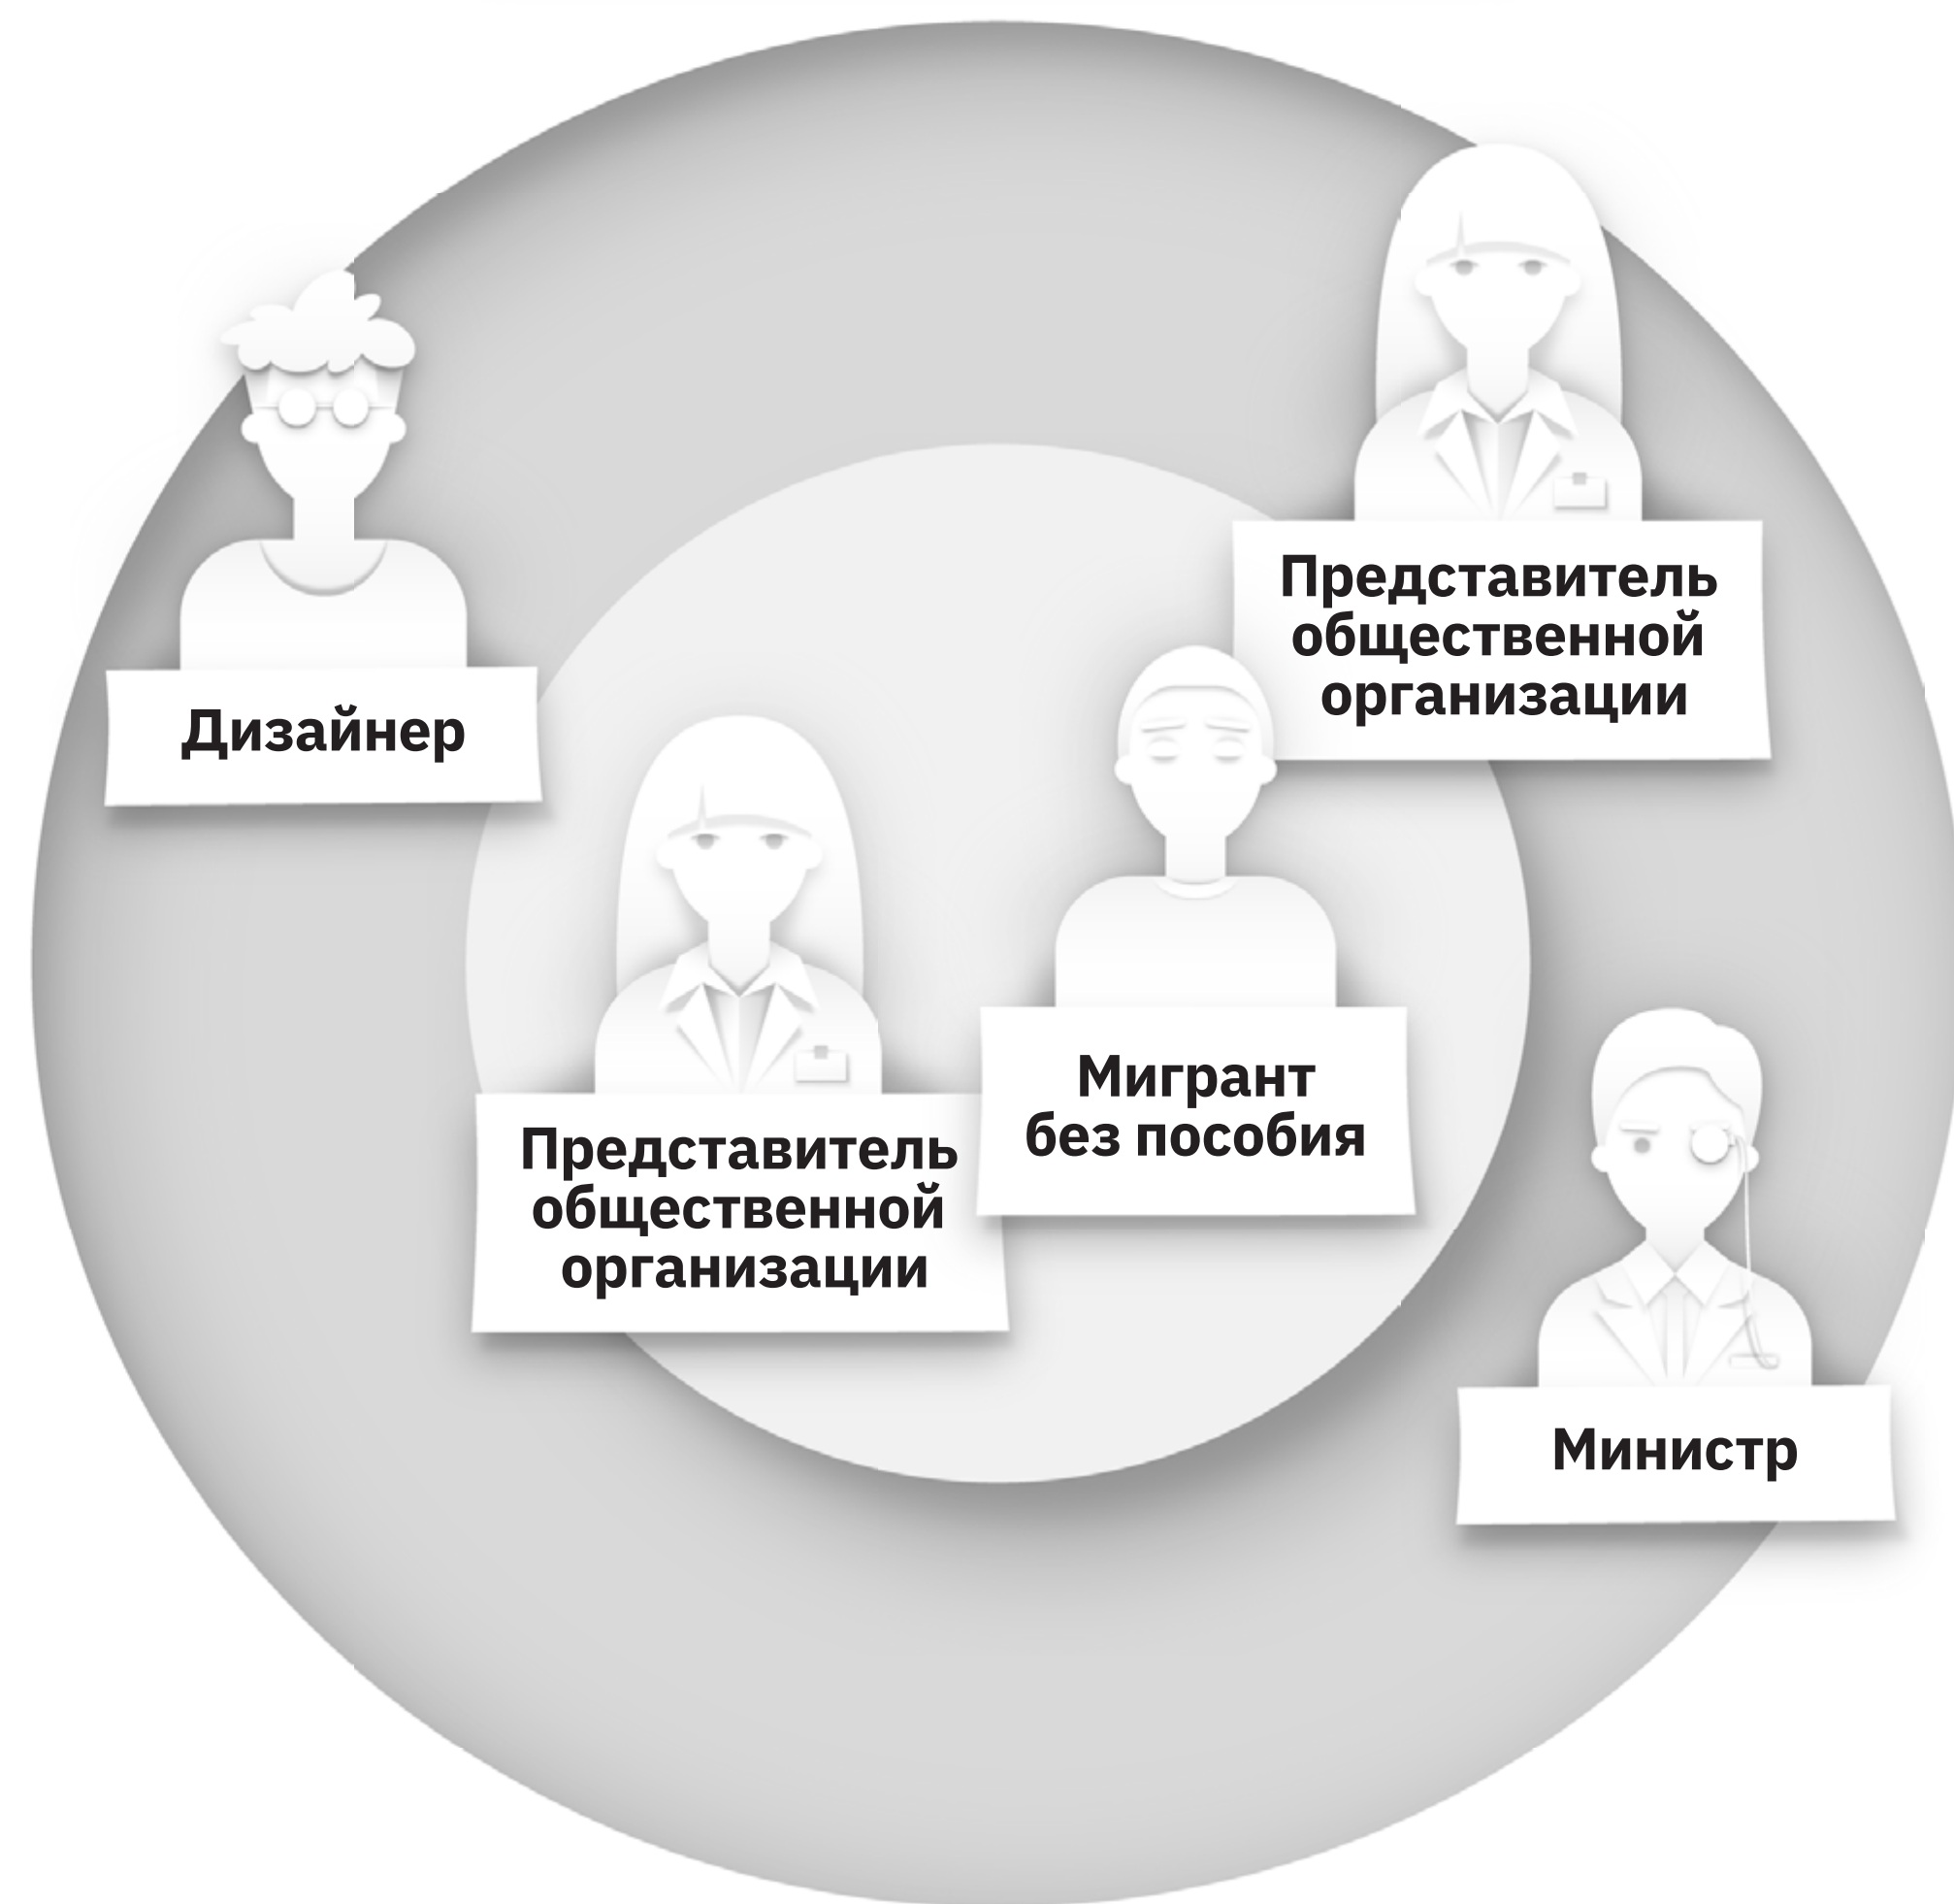 Представитель
общественной
организации
Дизайнер
Мигрант
без пособия
Представитель
общественной
организации
Министр